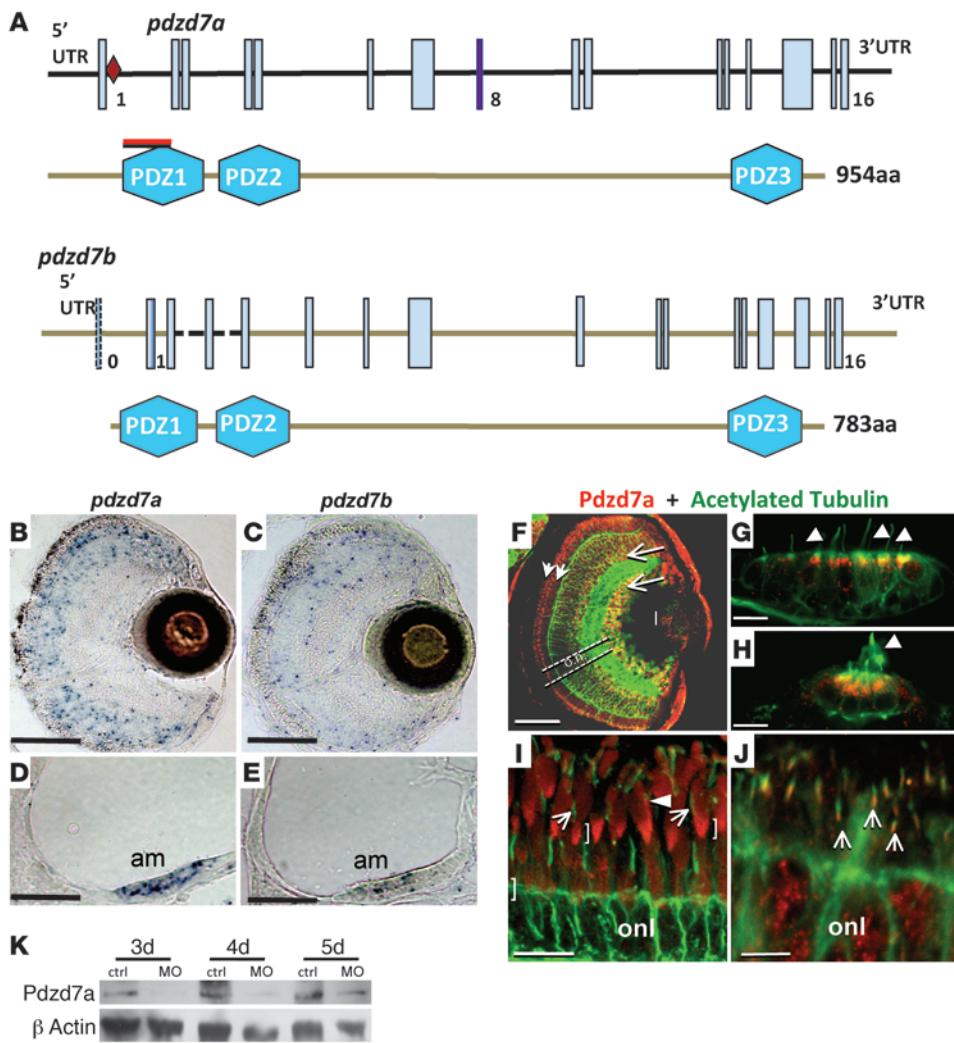 A
pdzd7a
5’
UTR
3’UTR
1
8
16
PDZ1
PDZ2
PDZ3
954aa
pdzd7b
5’
UTR
3’UTR
0
1
16
PDZ1
PDZ2
PDZ3
783aa
pdzd7a
pdzd7b
Pdzd7a + Acetylated Tubulin
B
C
F
l
o.n.
G
H
D
am
E
am
I
]
]
]
onl
J
onl
K
3d
4d
5d
ctrl
MO
ctrl
MO
ctrl
MO
Pdzd7a
β Actin